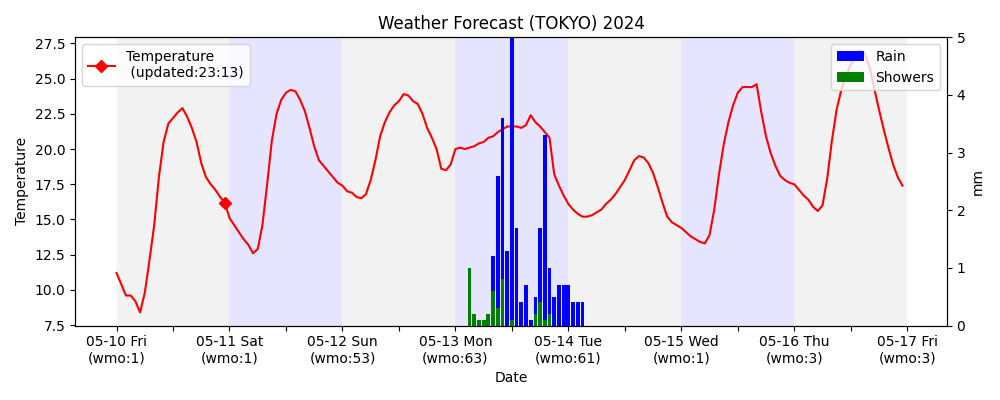 Weather Forecast (TOKYO) 2024
Temperature
(updated:23:13)
Rain
Showers
27.5
25.0
22.5
20.0
17.5
15.0
12.5
10.0
7.5
Temperature
5
4
3
2
1
0
mm
05-10 Fri
(wmo:1)
05-11 Sat
(wmo:1)
05-12 Sun
(wmo:53)
05-13 Mon
(wmo:63)
05-14 Tue
(wmo:61)
05-15 Wed
(wmo:1)
05-16 Thu
(wmo:3)
05-17 Fri
(wmo:3)
Date